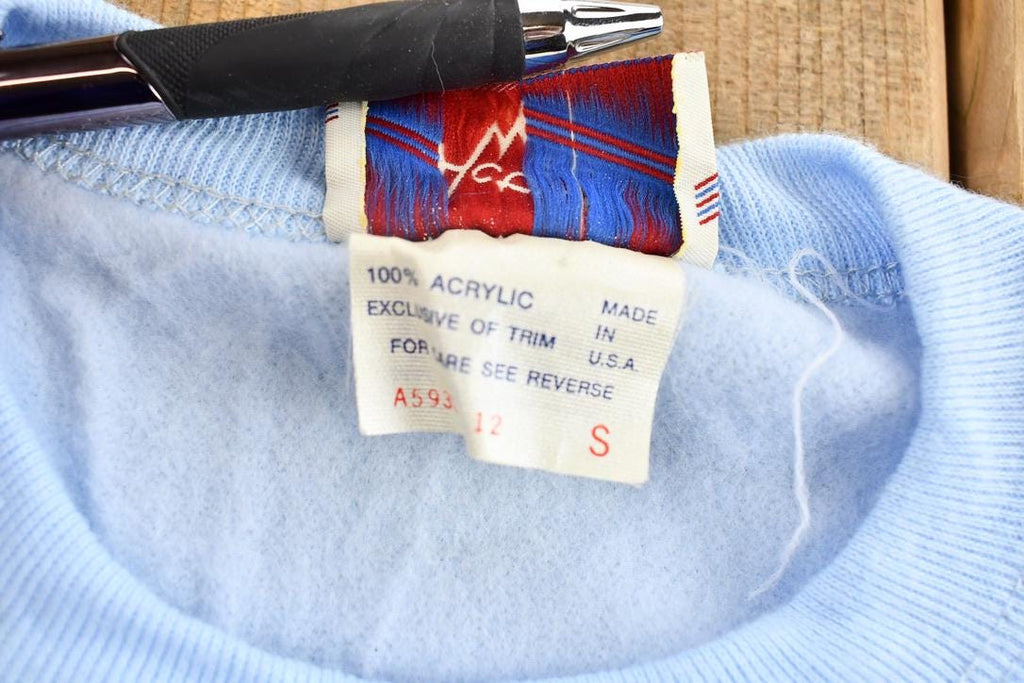 100% ACRYLIC
EXCLUSIVE OF TRIM
FOR CARE SEE REVERSE
MADE
IN
U.S.A.
A593 12
S